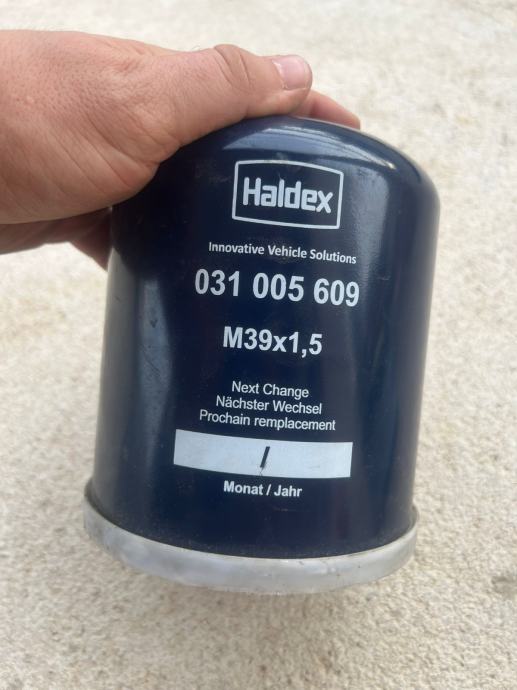 Haldex
Innovative Vehicle Solutions
031 005 609
M39x1,5
Next Change
Nächster Wechsel
Prochain remplacement
/
Monat / Jahr